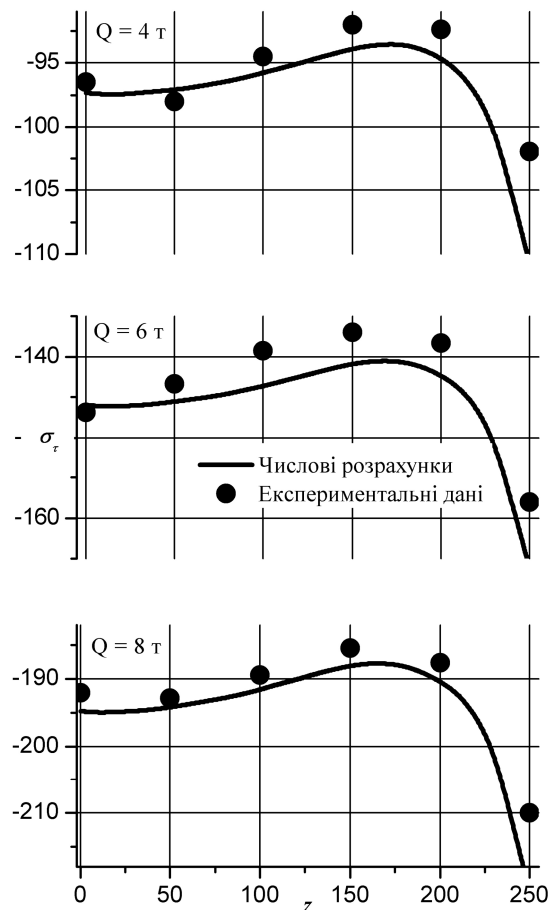 Q = 4 т
-95
-100
-105
-110
Q = 6 т
-140
- στ
Числові розрахунки
Експериментальні дані
-160
Q = 8 т
-190
-200
-210
0 50 100 150 200 250
z